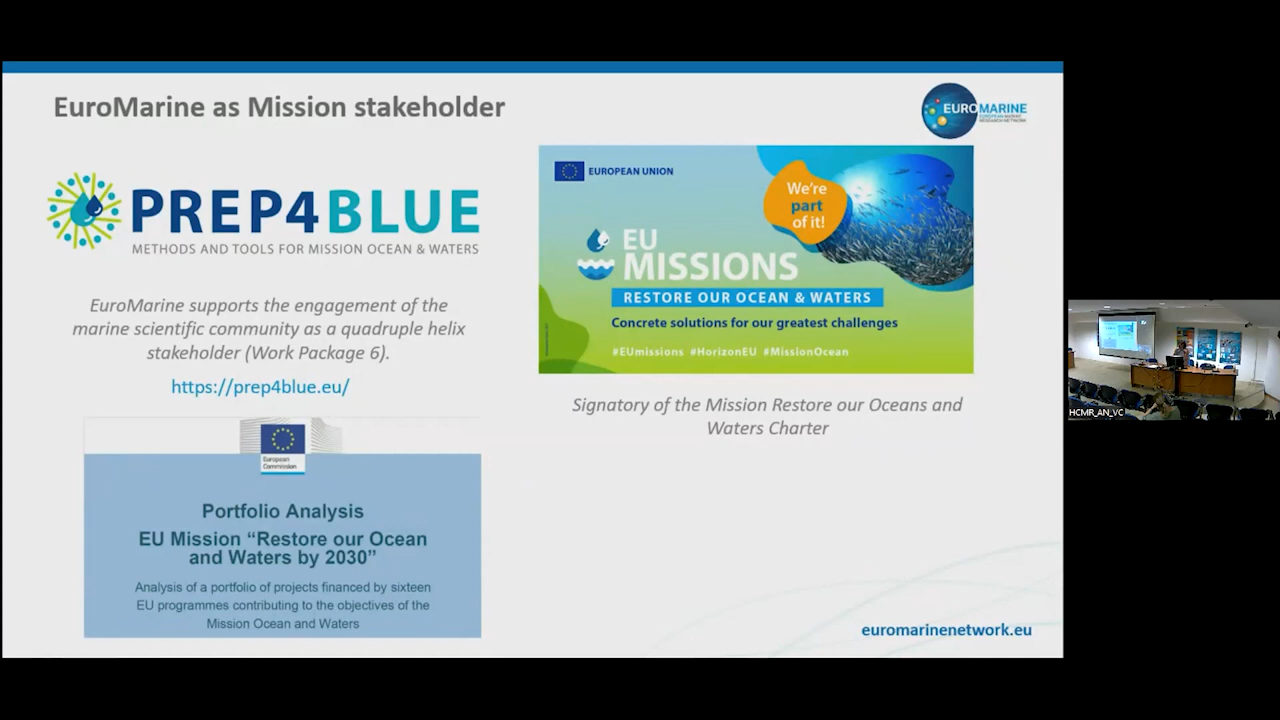 EuroMarine as Mission stakeholder
EUROMARINE
EUROPEAN MARINE
RESEARCH NETWORK
PREP4BLUE
METHODS AND TOOLS FOR MISSION OCEAN & WATERS
EuroMarine supports the engagement of the
marine scientific community as a quadruple helix
stakeholder (Work Package 6).
https://prep4blue.eu/
European
Commission
Portfolio Analysis
EU Mission “Restore our Ocean
and Waters by 2030”
Analysis of a portfolio of projects financed by sixteen
EU programmes contributing to the objectives of the
Mission Ocean and Waters
EUROPEAN UNION
We're
part
of it!
EU
MISSIONS
RESTORE OUR OCEAN & WATERS
Concrete solutions for our greatest challenges
#EUmissions #HorizonEU #MissionOcean
Signatory of the Mission Restore our Oceans and
Waters Charter
euromarinenetwork.eu
HCMR_AN_VC